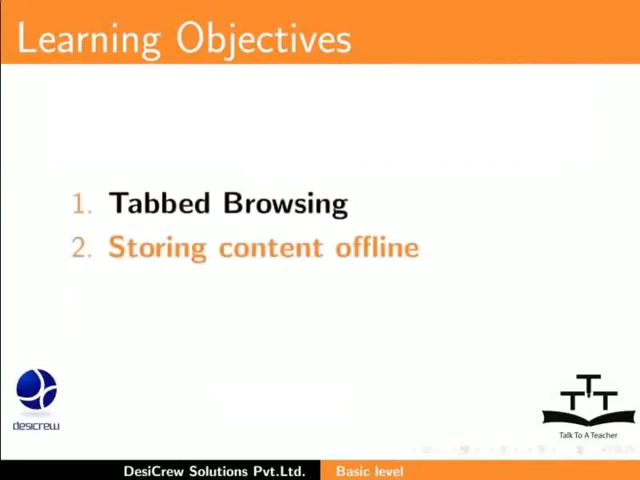 Learning Objectives
1. Tabbed Browsing
2. Storing content offline
desicrew
TTT
Talk To A Teacher
DesiCrew Solutions Pvt.Ltd. Basic level